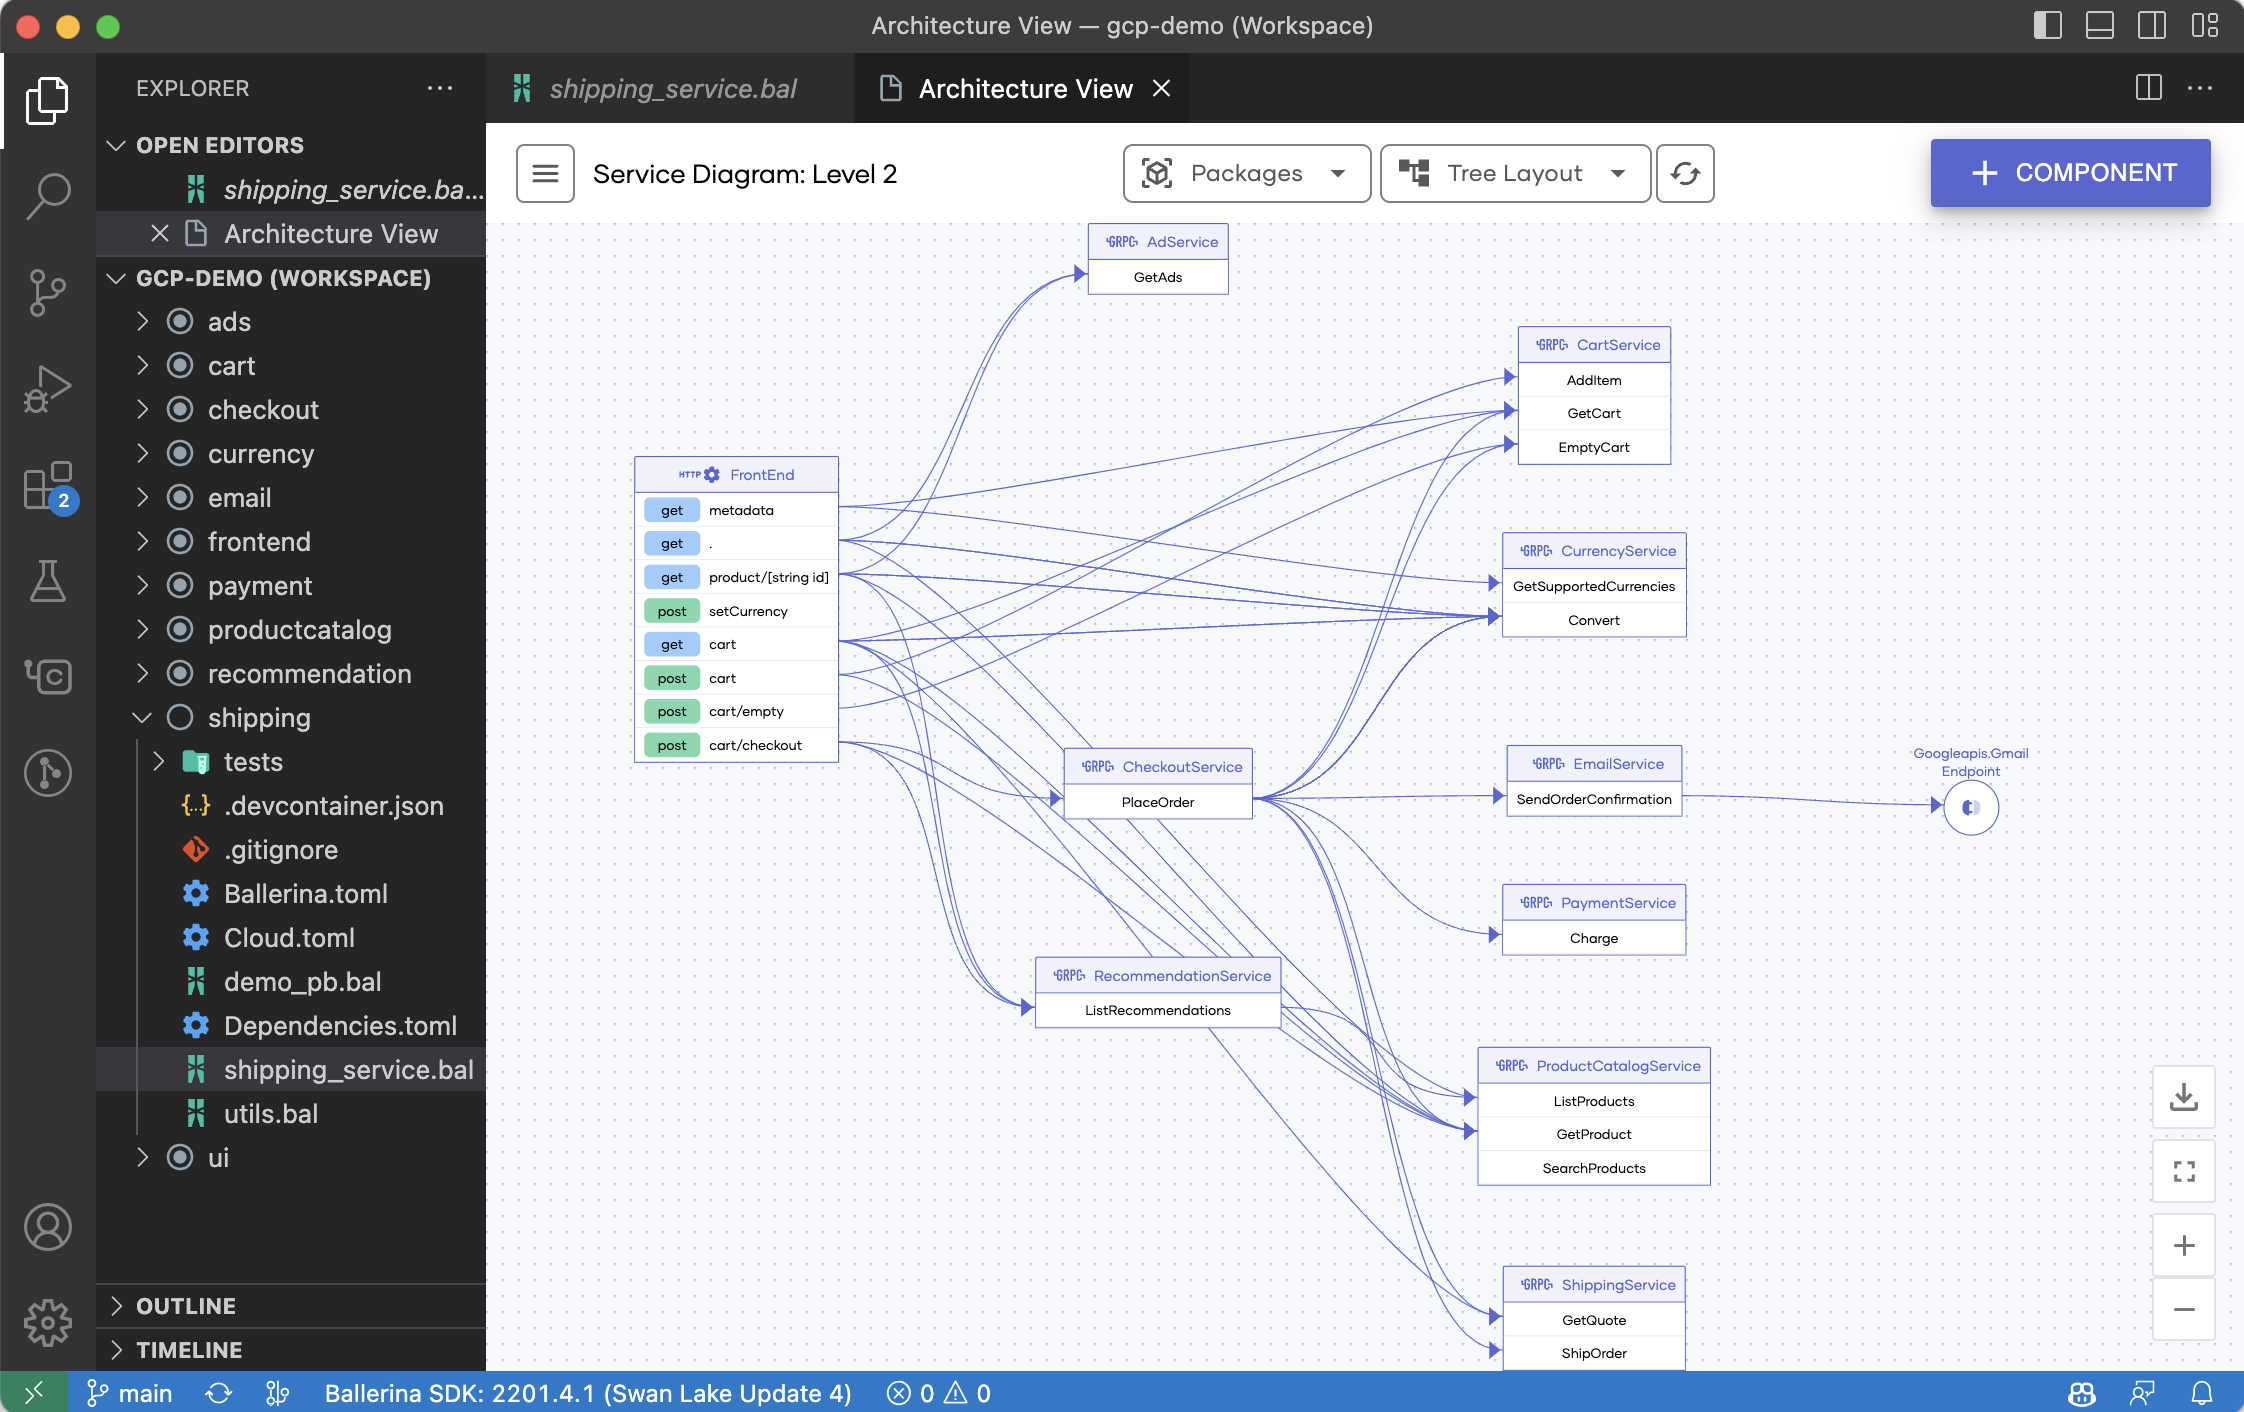 Architecture View — gcp-demo (Workspace)
EXPLORER
shipping_service.bal
Architecture View
OPEN EDITORS
shipping_service.ba...
Architecture View
GCP-DEMO (WORKSPACE)
ads
cart
checkout
currency
email
frontend
payment
productcatalog
recommendation
shipping
tests
{...} .devcontainer.json
.gitignore
Ballerina.toml
Cloud.toml
demo_pb.bal
Dependencies.toml
shipping_service.bal
utils.bal
ui
OUTLINE
TIMELINE
2
C
Service Diagram: Level 2
Packages
Tree Layout
+ COMPONENT
GRPC AdService
GetAds
GRPC CartService
AddItem
GetCart
EmptyCart
HTTP FrontEnd
get metadata
get .
get product/[string id]
post setCurrency
get cart
post cart
post cart/empty
post cart/checkout
GRPC CurrencyService
GetSupportedCurrencies
Convert
GRPC CheckoutService
PlaceOrder
GRPC EmailService
SendOrderConfirmation
Googleapis.Gmail
Endpoint
GRPC PaymentService
Charge
GRPC RecommendationService
ListRecommendations
GRPC ProductCatalogService
ListProducts
GetProduct
SearchProducts
GRPC ShippingService
GetQuote
ShipOrder
main
Ballerina SDK: 2201.4.1 (Swan Lake Update 4)
0
0